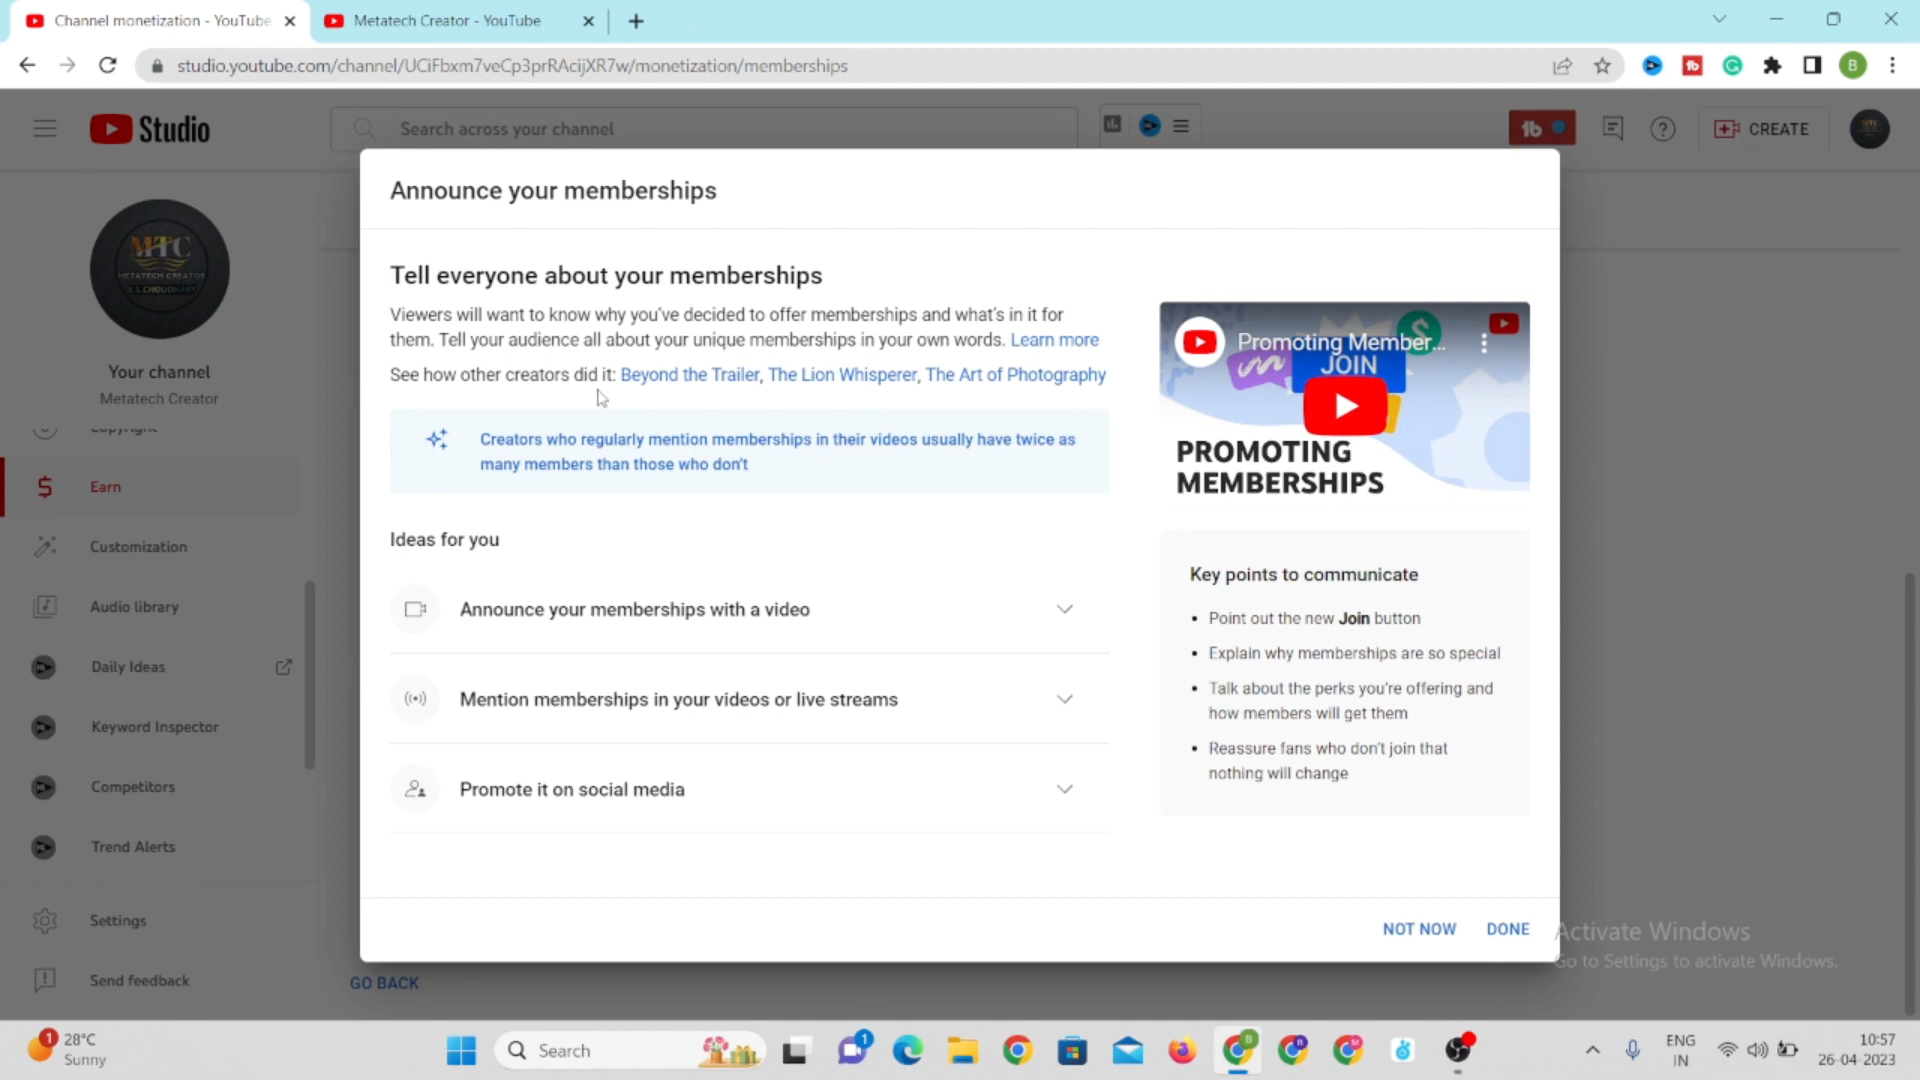 Channel monetization - YouTube
Metatech Creator - YouTube
studio.youtube.com/channel/UCiFbxm7veCp3prRAcijXR7w/monetization/memberships
B
Studio
Search across your channel
CREATE
Announce your memberships
MTC
METATECH CREATOR
B.S.CHOUDHARY
Your channel
Metatech Creator
Copyright
Earn
Customization
Audio library
Daily Ideas
Keyword Inspector
Competitors
Trend Alerts
Settings
Send feedback
Tell everyone about your memberships
Viewers will want to know why you've decided to offer memberships and what's in it for
them. Tell your audience all about your unique memberships in your own words. Learn more
See how other creators did it: Beyond the Trailer, The Lion Whisperer, The Art of Photography
Creators who regularly mention memberships in their videos usually have twice as
many members than those who don't
Ideas for you
Announce your memberships with a video
Mention memberships in your videos or live streams
Promote it on social media
Promoting Member...
JOIN
PROMOTING
MEMBERSHIPS
Key points to communicate
• Point out the new Join button
• Explain why memberships are so special
• Talk about the perks you're offering and
how members will get them
• Reassure fans who don't join that
nothing will change
NOT NOW
DONE
GO BACK
Activate Windows
Go to Settings to activate Windows.
1
28°C
Sunny
Search
1
ENG
IN
10:57
26-04-2023